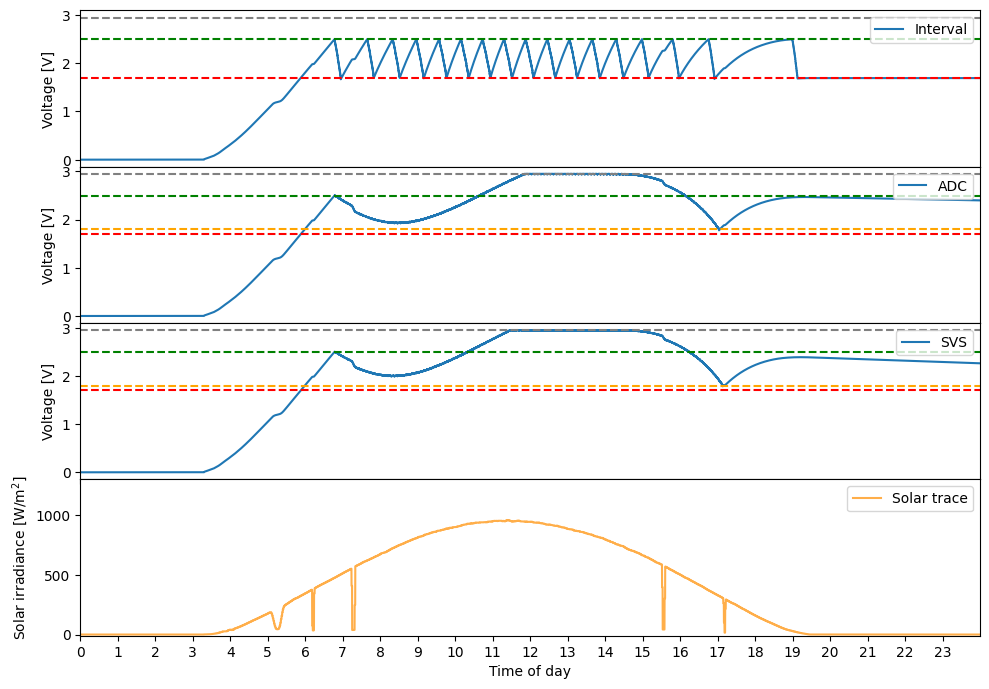 3
2
1
0
Voltage [V]
Interval
3
2
1
0
Voltage [V]
ADC
3
2
1
0
Voltage [V]
SVS
1000
500
0
Solar irradiance [W/m²]
Solar trace
0 1 2 3 4 5 6 7 8 9 10 11 12 13 14 15 16 17 18 19 20 21 22 23
Time of day